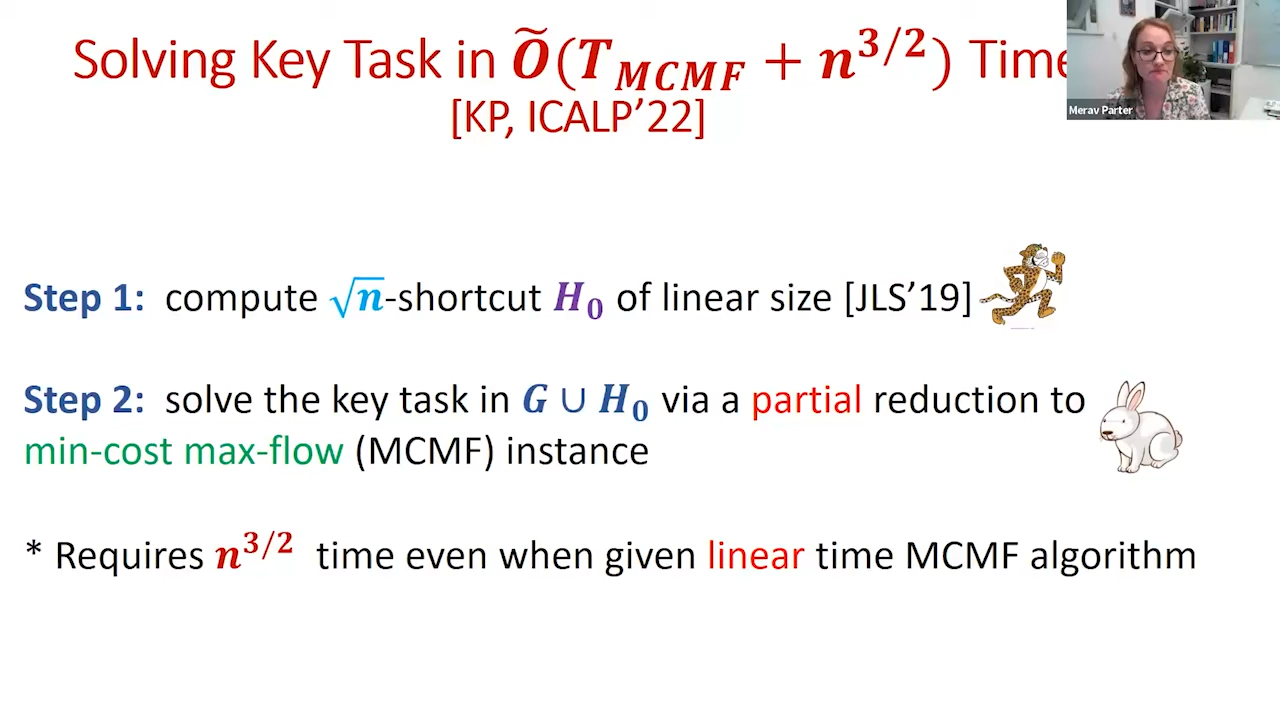 Solving Key Task in Õ(T_MCMF + n^{3/2}) Time
[KP, ICALP'22]
Merav Parter
Step 1: compute √n-shortcut H₀ of linear size [JLS'19]
Step 2: solve the key task in G ∪ H₀ via a partial reduction to
min-cost max-flow (MCMF) instance
* Requires n^{3/2} time even when given linear time MCMF algorithm